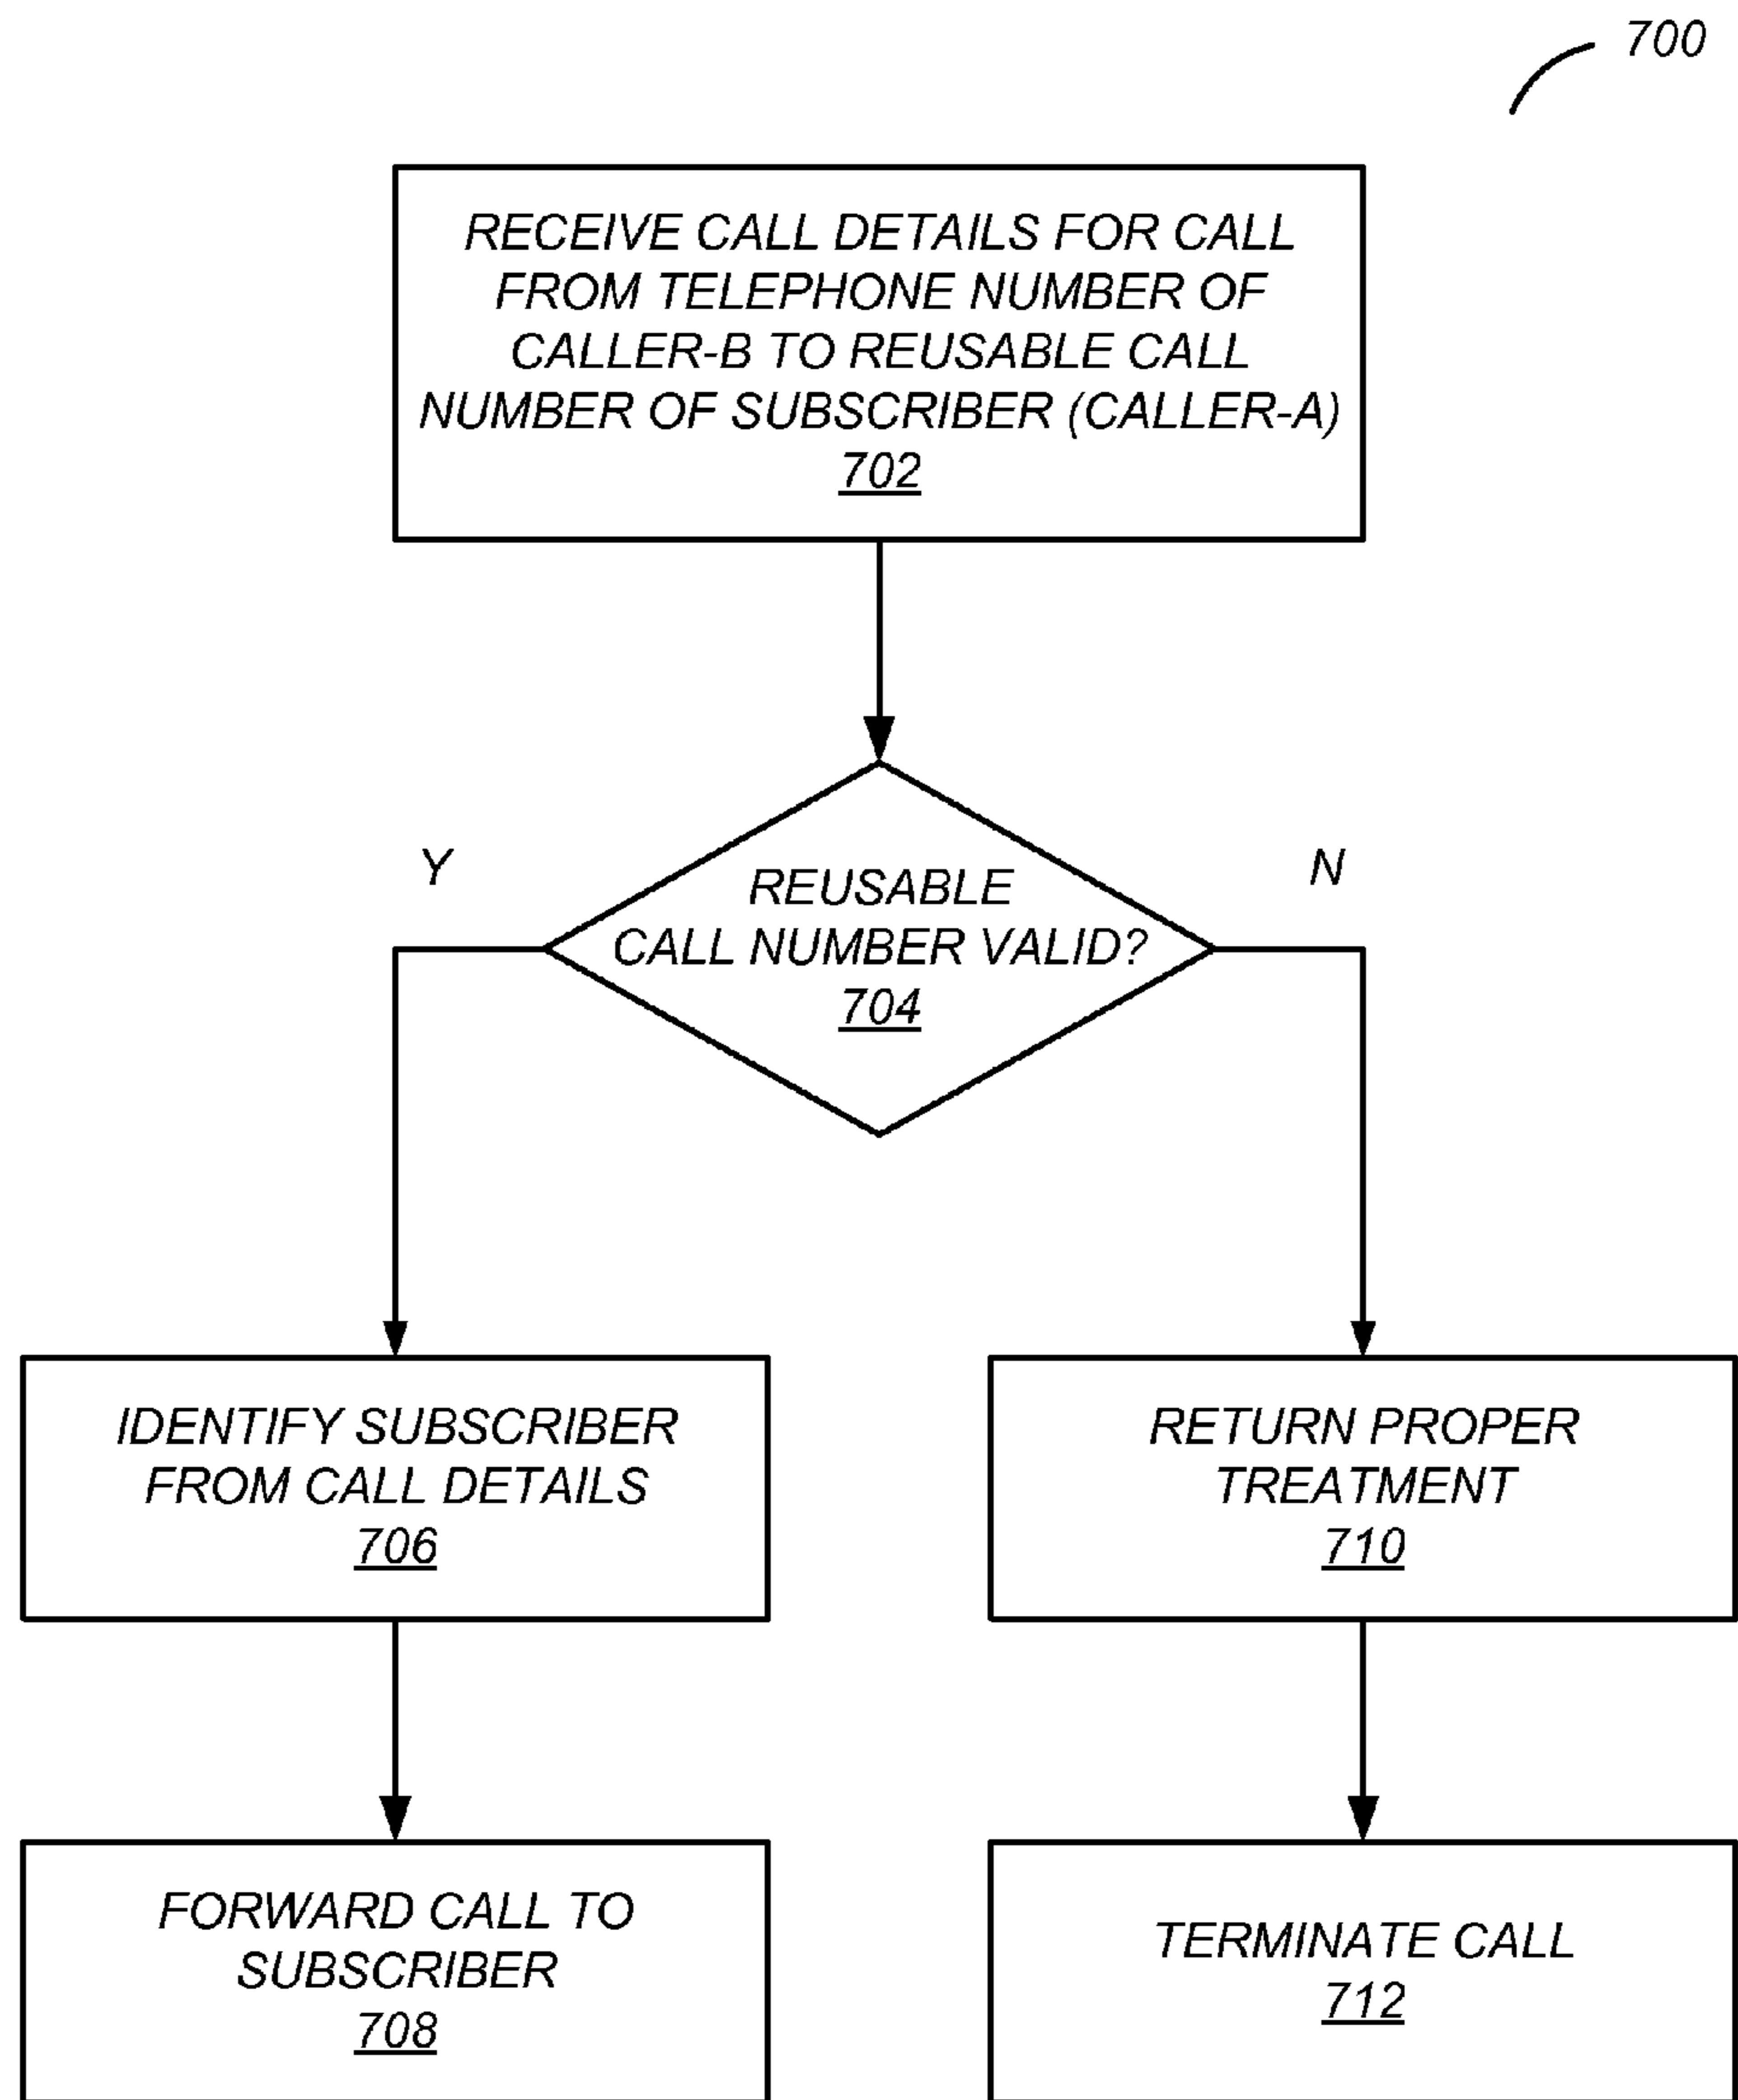 700
RECEIVE CALL DETAILS FOR CALL
FROM TELEPHONE NUMBER OF
CALLER-B TO REUSABLE CALL
NUMBER OF SUBSCRIBER (CALLER-A)
702
Y
N
REUSABLE
CALL NUMBER VALID?
704
IDENTIFY SUBSCRIBER
FROM CALL DETAILS
706
RETURN PROPER
TREATMENT
710
FORWARD CALL TO
SUBSCRIBER
708
TERMINATE CALL
712